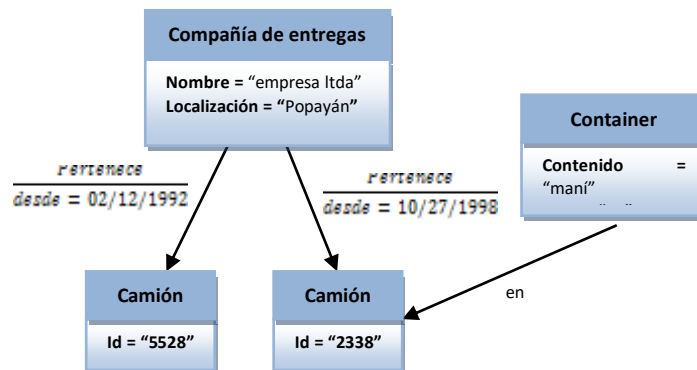 Compañía de entregas
Nombre = “empresa ltda”
Localización = “Popayán”
Container
Contenido =
“maní”
Pertenece
desde = 02/12/1992
Pertenece
desde = 10/27/1998
en
Camión
Id = “5528”
Camión
Id = “2338”